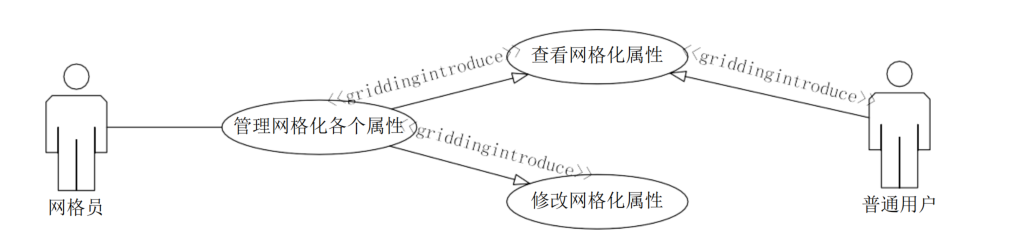 查看网格化属性
<<griddingintroduce>>
<<griddingintroduce>>
管理网格化各个属性
<<griddingintroduce>>
修改网格化属性
网格员
普通用户